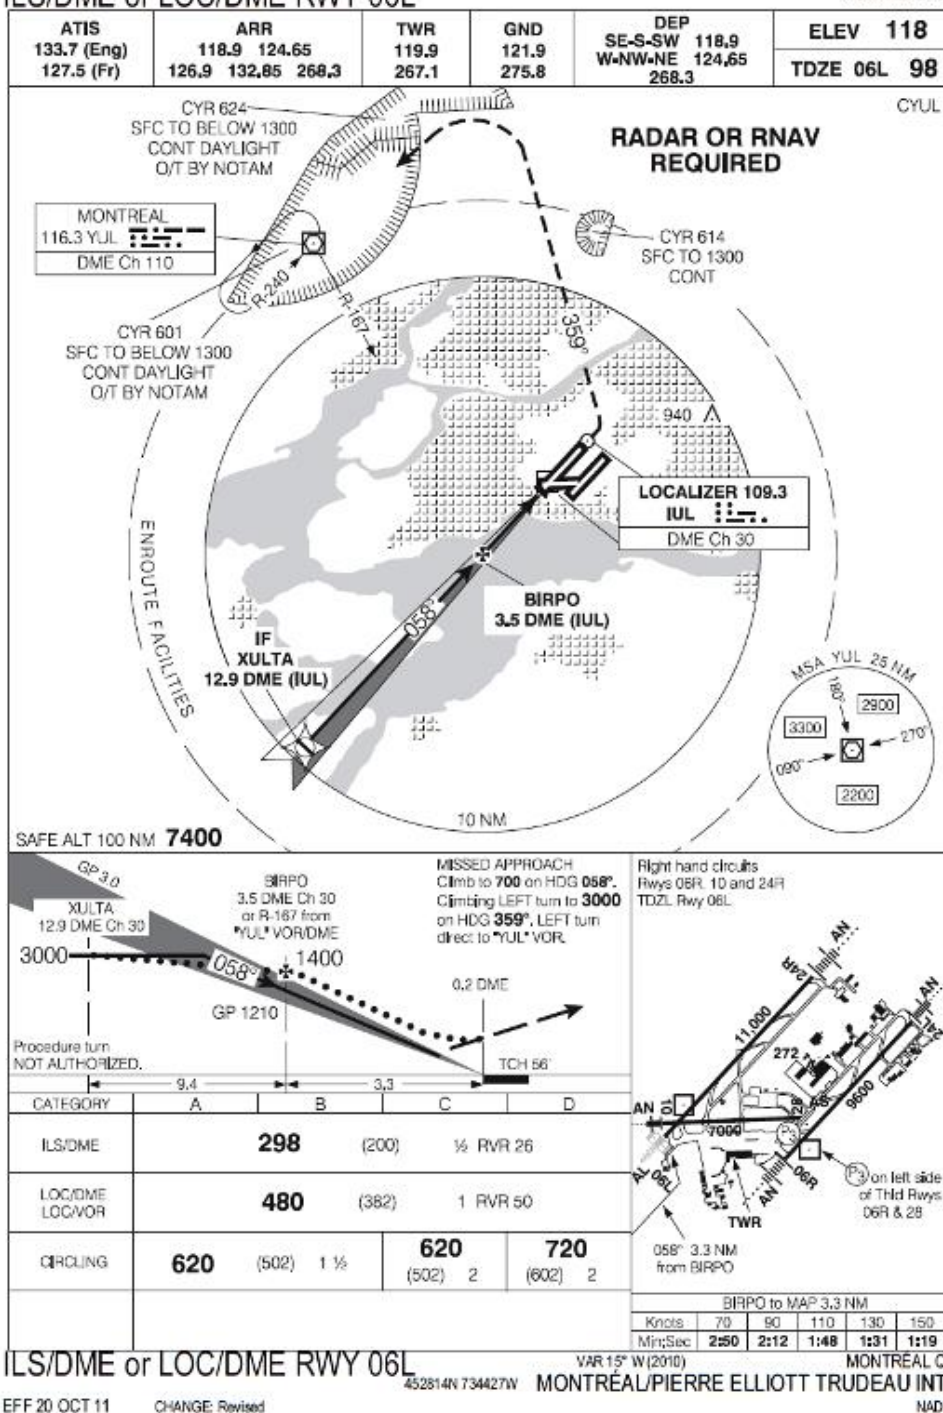 ILS/DME or LOC/DME RWY 06L
ATIS
133.7 (Eng)
127.5 (Fr)
ARR
118.9 124.65
126.9 132.85 268.3
TWR
119.9
267.1
GND
121.9
275.8
DEP
SE-S-SW 118.9
W-NW-NE 124.65
268.3
ELEV 118
TDZE 06L 98
CYUL
CYR 624
SFC TO BELOW 1300
CONT DAYLIGHT
O/T BY NOTAM
RADAR OR RNAV
REQUIRED
MONTREAL
116.3 YUL
DME Ch 110
CYR 614
SFC TO 1300
CONT
R-240
R-167
CYR 601
SFC TO BELOW 1300
CONT DAYLIGHT
O/T BY NOTAM
359°
940
LOCALIZER 109.3
IUL
DME Ch 30
ENROUTE FACILITIES
BIRPO
3.5 DME (IUL)
058°
IF
XULTA
12.9 DME (IUL)
MSA YUL 25 NM
180°
2900
3300
270°
090°
2200
10 NM
SAFE ALT 100 NM 7400
GP 3.0
XULTA
12.9 DME Ch 30
3000
BIRPO
3.5 DME Ch 30
or R-167 from
"YUL" VOR/DME
1400
058°
GP 1210
MISSED APPROACH
Climb to 700 on HDG 058°.
Climbing LEFT turn to 3000
on HDG 359°. LEFT turn
direct to "YUL" VOR.
0.2 DME
TCH 56'
Procedure turn
NOT AUTHORIZED.
9.4
3.3
Right hand circuits
Rwys 06R, 10 and 24R
TDZL Rwy 06L
AN
24R
AN
24L
11,000
272
9600
AN
10
7000
28
AS
P3
AL
06L
06R
AN
TWR
P3 on left side
of Thld Rwys
06R & 28
058° 3.3 NM
from BIRPO
CATEGORY A B C D
ILS/DME 298 (200) ½ RVR 26
LOC/DME
LOC/VOR
480 (382) 1 RVR 50
CIRCLING 620 (502) 1 ½
620
(502) 2
720
(602) 2
BIRPO to MAP 3.3 NM
Knots 70 90 110 130 150
Min:Sec 2:50 2:12 1:48 1:31 1:19
ILS/DME or LOC/DME RWY 06L
VAR 15° W (2010)
452814N 734427W
MONTRÉAL
MONTRÉAL/PIERRE ELLIOTT TRUDEAU INT
EFF 20 OCT 11
CHANGE: Revised
NAD